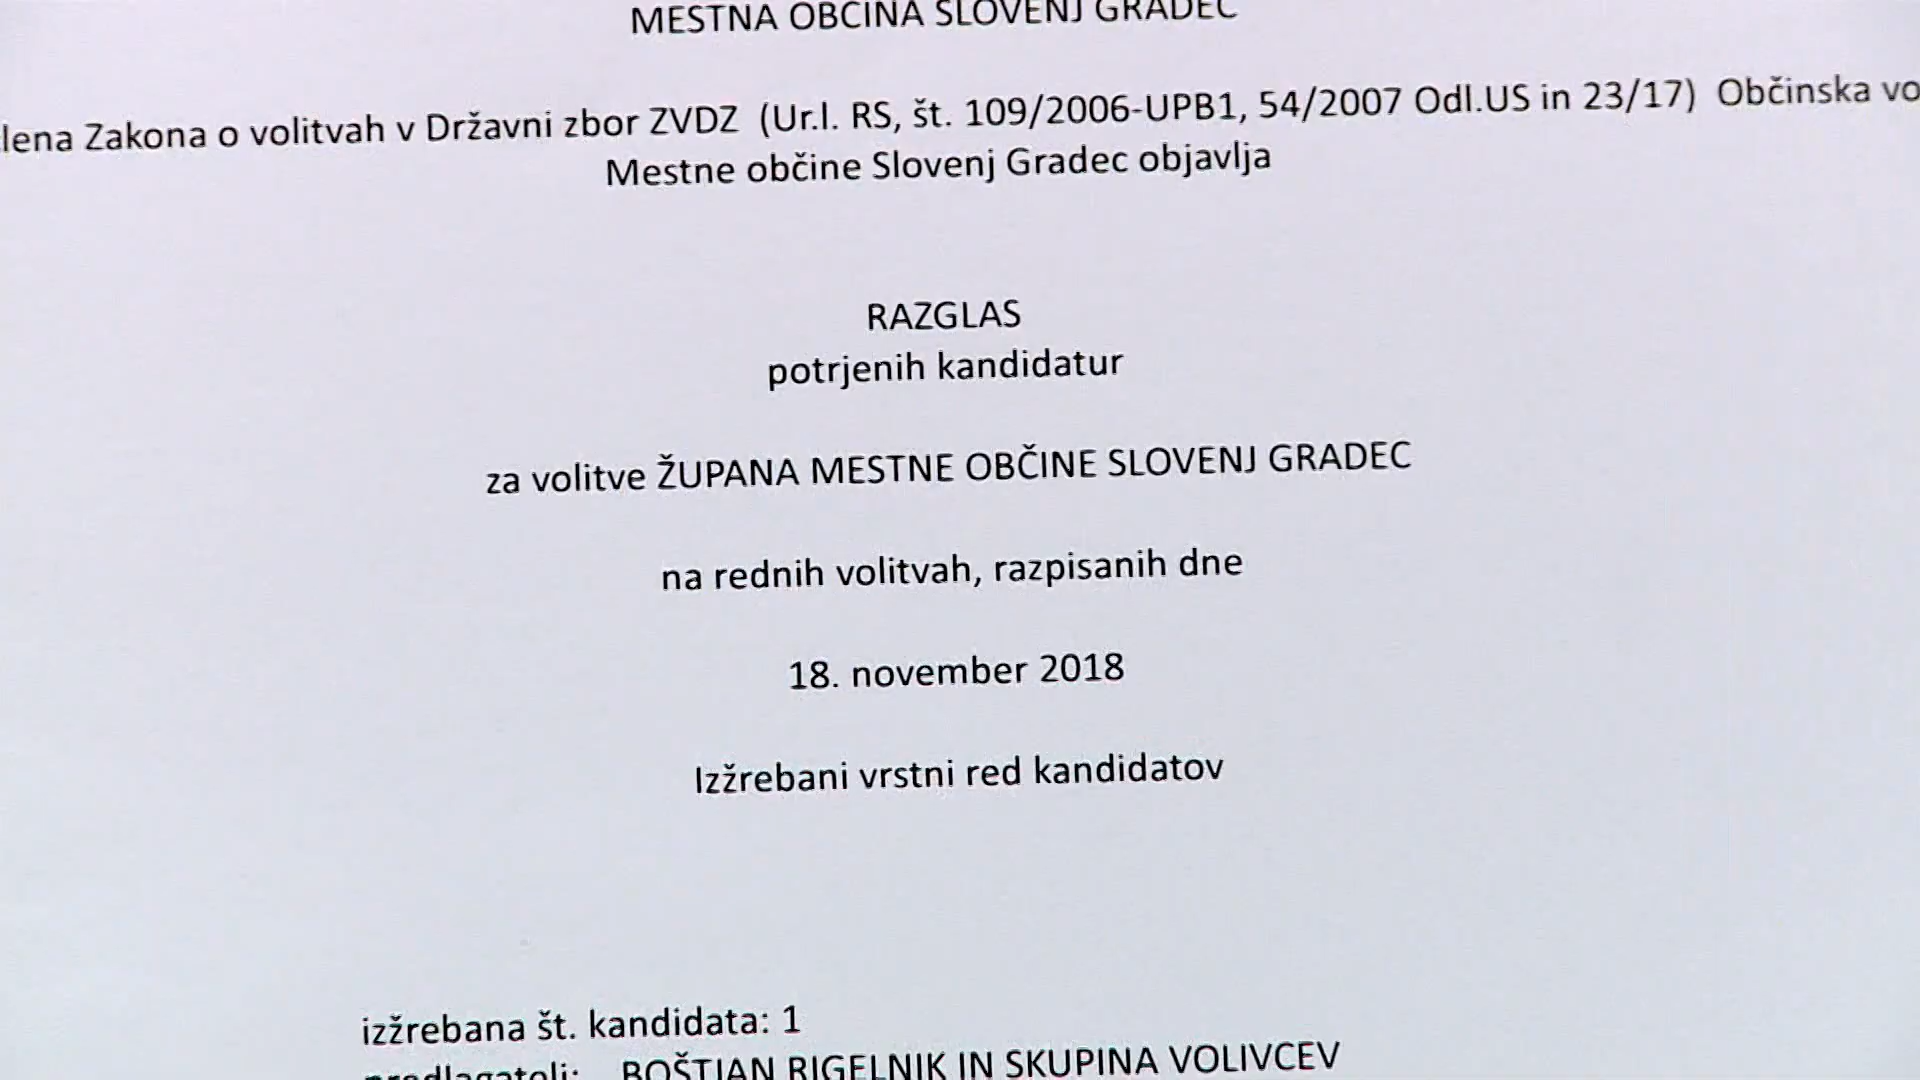 MESTNA OBČINA SLOVENJ GRADEC
lena Zakona o volitvah v Državni zbor ZVDZ (Ur.l. RS, št. 109/2006-UPB1, 54/2007 Odl.US in 23/17) Občinska vo
Mestne občine Slovenj Gradec objavlja
RAZGLAS
potrjenih kandidatur
za volitve ŽUPANA MESTNE OBČINE SLOVENJ GRADEC
na rednih volitvah, razpisanih dne
18. november 2018
Izžrebani vrstni red kandidatov
izžrebana št. kandidata: 1
predlagatelj: BOŠTJAN RIGELNIK IN SKUPINA VOLIVCEV